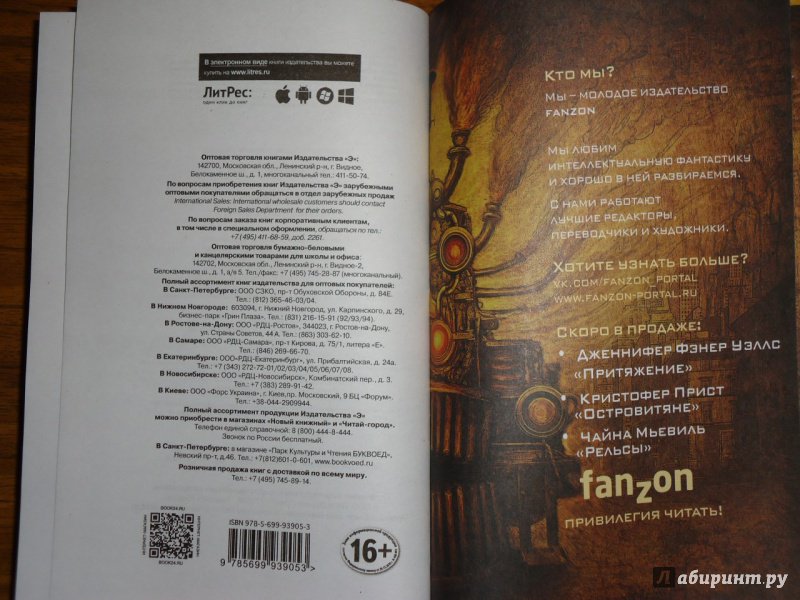 В электронном виде книги издательства вы можете
купить на www.litres.ru
ЛитРес:
один клик до книг
Оптовая торговля книгами Издательства «Э»:
142700, Московская обл., Ленинский р-н, г. Видное,
Белокаменное ш., д. 1, многоканальный тел.: 411-50-74.
По вопросам приобретения книг Издательства «Э» зарубежными
оптовыми покупателями обращаться в отдел зарубежных продаж
International Sales: International wholesale customers should contact
Foreign Sales Department for their orders.
По вопросам заказа книг корпоративным клиентам,
в том числе в специальном оформлении, обращаться по тел.:
+7 (495) 411-68-59, доб. 2261.
Оптовая торговля бумажно-беловыми
и канцелярскими товарами для школы и офиса:
142702, Московская обл., Ленинский р-н, г. Видное-2,
Белокаменное ш., д. 1, а/я 5. Тел./факс: +7 (495) 745-28-87 (многоканальный).
Полный ассортимент книг издательства для оптовых покупателей:
В Санкт-Петербурге: ООО СЗКО, пр-т Обуховской Обороны, д. 84Е.
Тел.: (812) 365-46-03/04.
В Нижнем Новгороде: 603094, г. Нижний Новгород, ул. Карпинского, д. 29,
бизнес-парк «Грин Плаза». Тел.: (831) 216-15-91 (92/93/94).
В Ростове-на-Дону: ООО «РДЦ-Ростов», 344023, г. Ростов-на-Дону,
ул. Страны Советов, 44 А. Тел.: (863) 303-62-10.
В Самаре: ООО «РДЦ-Самара», пр-т Кирова, д. 75/1, литера «Е».
Тел.: (846) 269-66-70.
В Екатеринбурге: ООО«РДЦ-Екатеринбург», ул. Прибалтийская, д. 24а.
Тел.: +7 (343) 272-72-01/02/03/04/05/06/07/08.
В Новосибирске: ООО «РДЦ-Новосибирск», Комбинатский пер., д. 3.
Тел.: +7 (383) 289-91-42.
В Киеве: ООО «Форс Украина», г. Киев,пр. Московский, 9 БЦ «Форум».
Тел.: +38-044-2909944.
Полный ассортимент продукции Издательства «Э»
можно приобрести в магазинах «Новый книжный» и «Читай-город».
Телефон единой справочной: 8 (800) 444-8-444.
Звонок по России бесплатный.
В Санкт-Петербурге: в магазине «Парк Культуры и Чтения БУКВОЕД»,
Невский пр-т, д.46. Тел.: +7(812)601-0-601, www.bookvoed.ru
Розничная продажа книг с доставкой по всему миру.
Тел.: +7 (495) 745-89-14.
BOOK24.RU
ИНТЕРНЕТ-МАГАЗИН
ИНТЕРНЕТ-МАГАЗИН
BOOK24.RU
ISBN 978-5-699-93905-3
9 785699 939053 >
16+
Кто мы?
Мы – молодое издательство
FANZON
Мы любим
интеллектуальную фантастику
и хорошо в ней разбираемся.
С нами работают
лучшие редакторы,
переводчики и художники.
Хотите узнать больше?
VK.COM/FANZON_PORTAL
WWW.FANZON-PORTAL.RU
Скоро в продаже:
• Дженнифер Фэнер Уэллс
«Притяжение»
• Кристофер Прист
«Островитяне»
• Чайна Мьевиль
«Рельсы»
fanzon
привилегия читать!
Лабиринт.ру